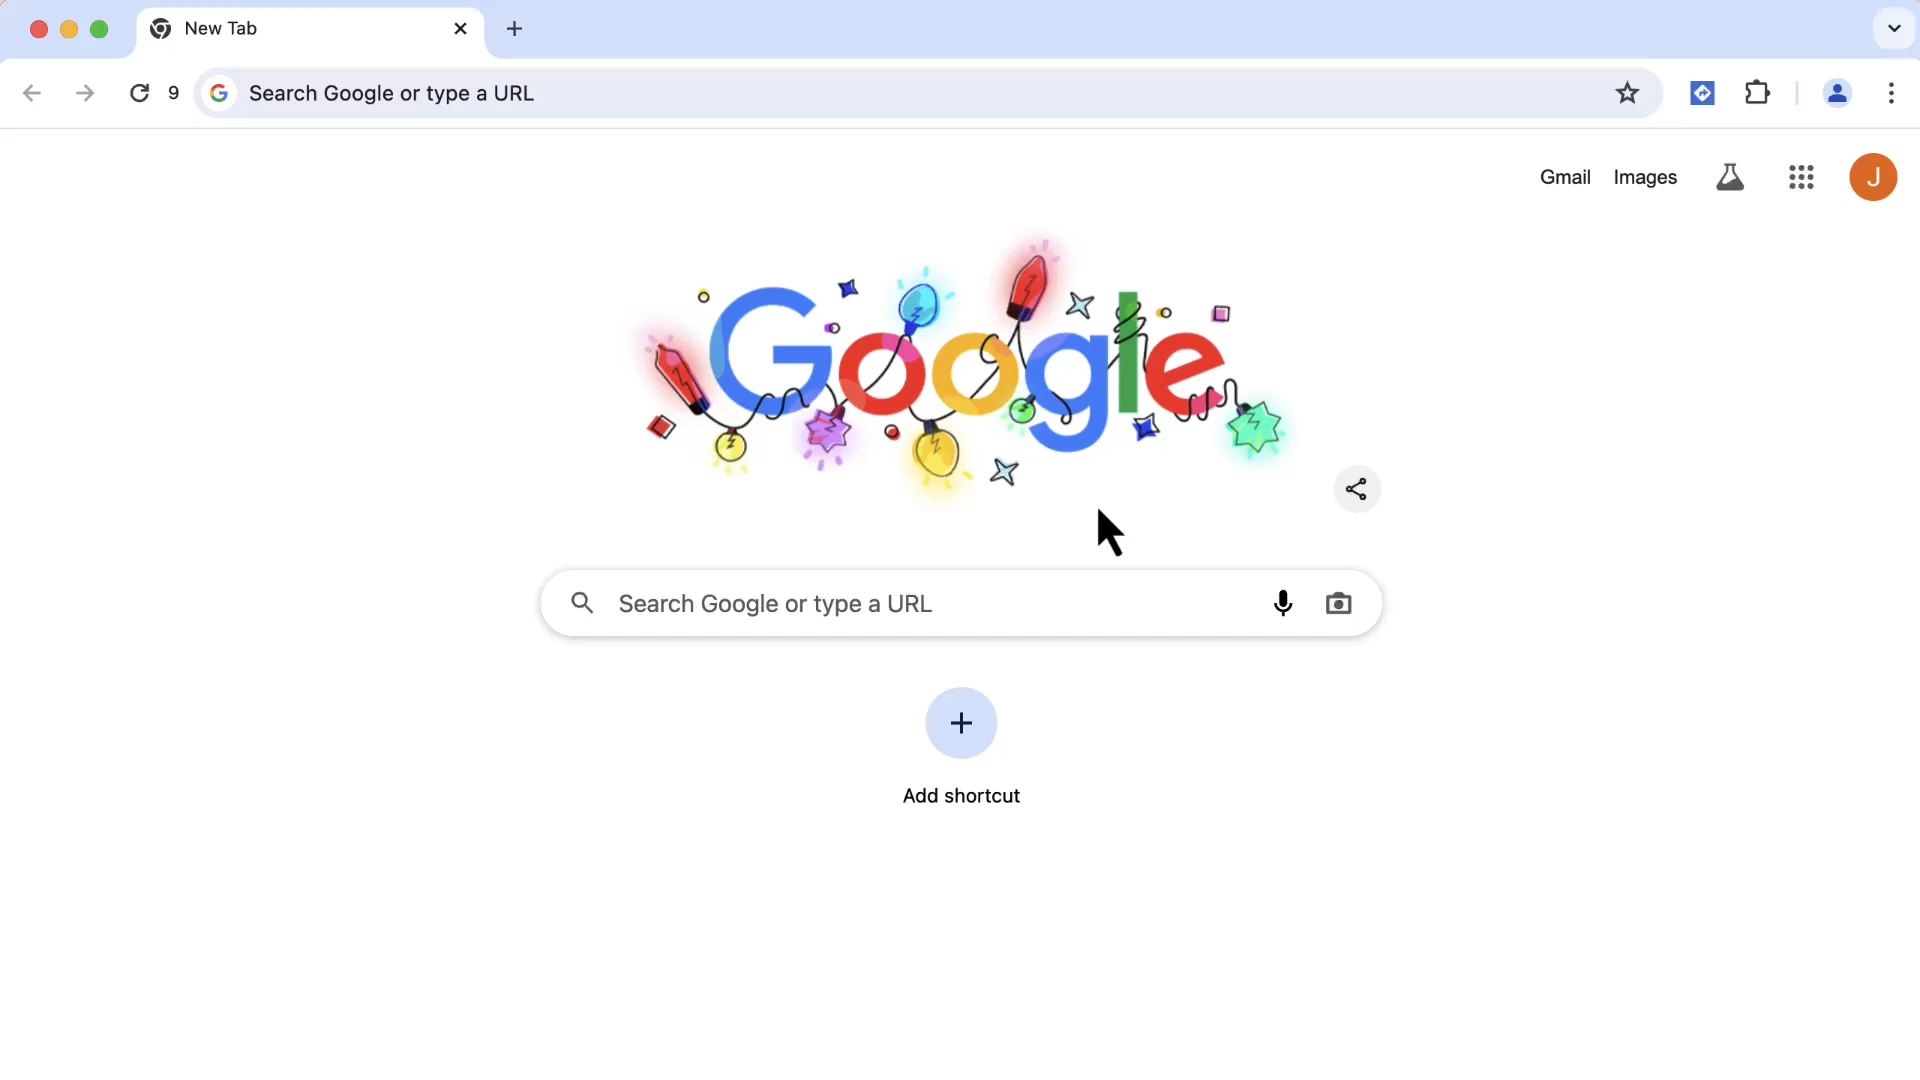 New Tab
9
Search Google or type a URL
Gmail Images
J
Google
Search Google or type a URL
Add shortcut